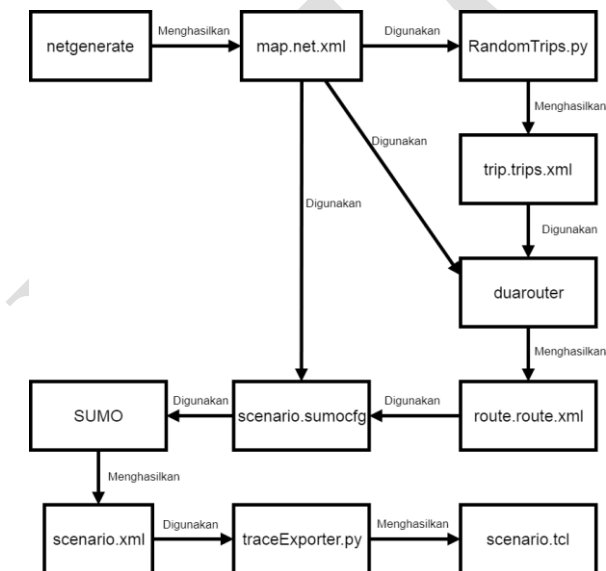 netgenerate
Menghasilkan
map.net.xml
Digunakan
RandomTrips.py
Menghasilkan
Digunakan
trip.trips.xml
Digunakan
Digunakan
duarouter
Menghasilkan
SUMO
Digunakan
scenario.sumocfg
Digunakan
route.route.xml
Menghasilkan
scenario.xml
Digunakan
traceExporter.py
Menghasilkan
scenario.tcl